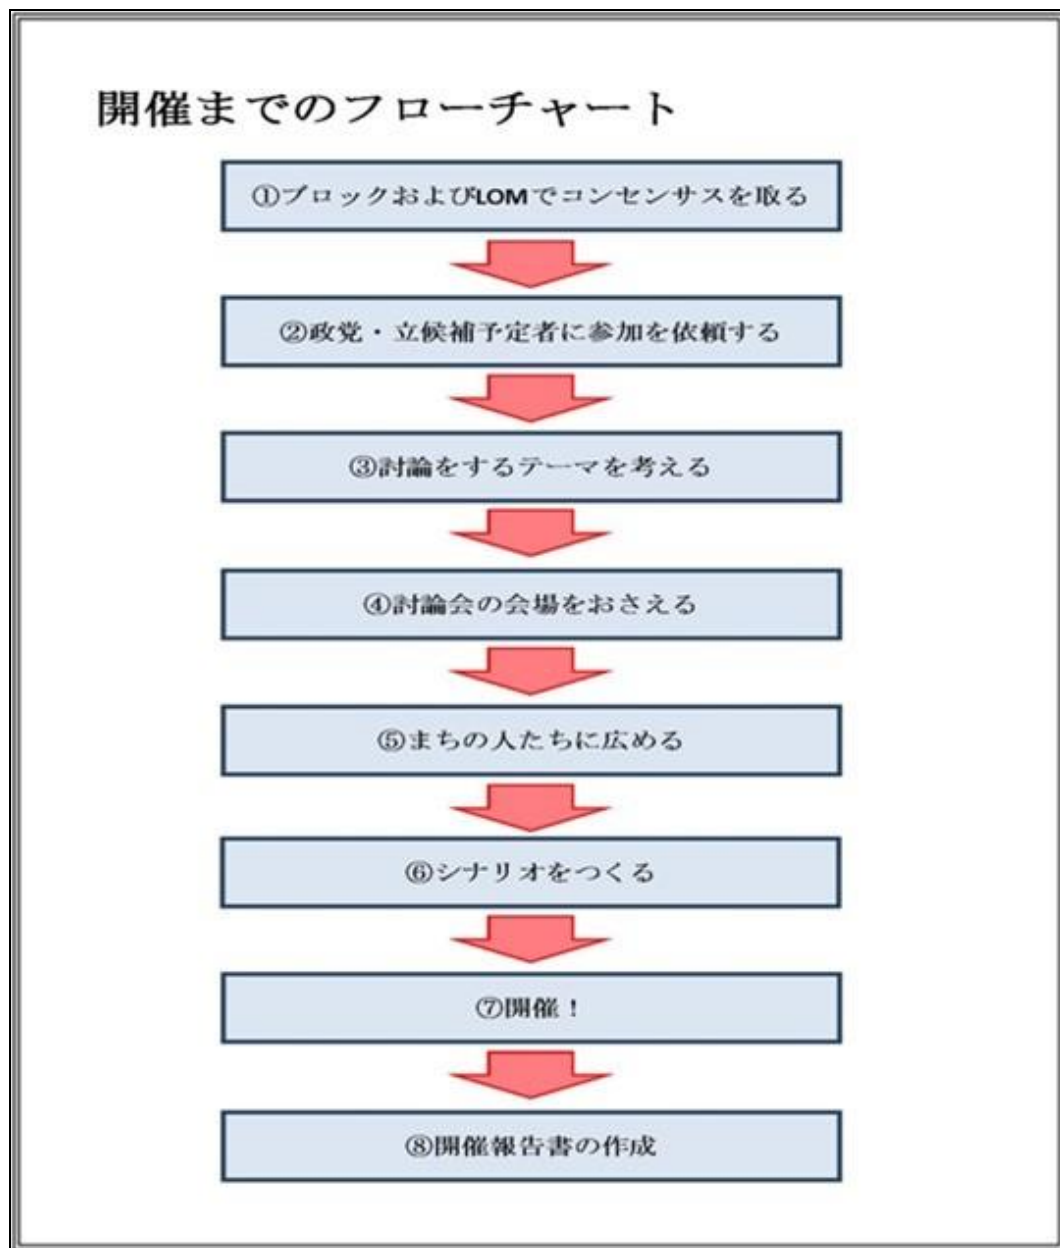 開催までのフローチャート
①ブロックおよびLOMでコンセンサスを取る
②政党・立候補予定者に参加を依頼する
③討論をするテーマを考える
④討論会の会場をおさえる
⑤まちの人たちに広める
⑥シナリオをつくる
⑦開催！
⑧開催報告書の作成